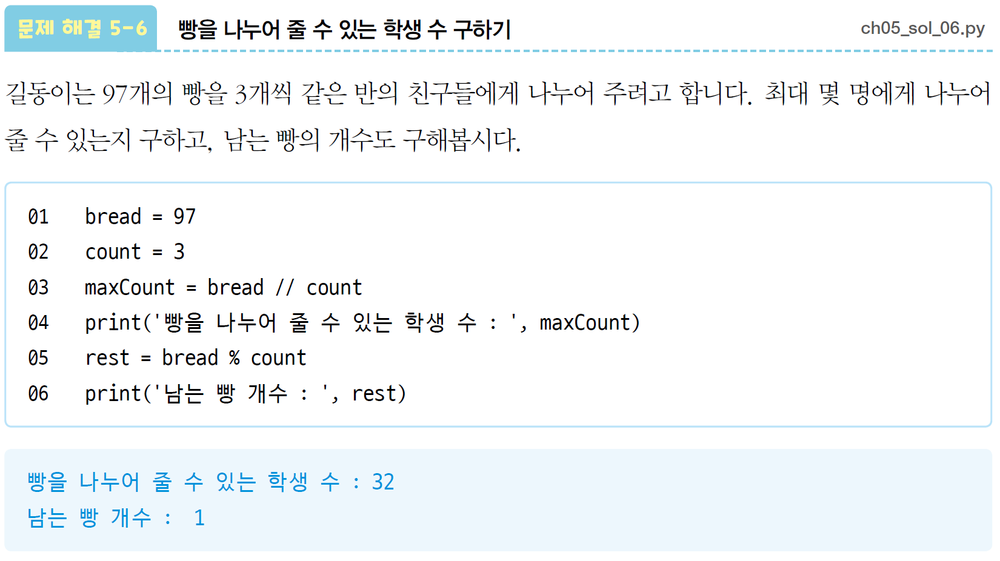 문제 해결 5-6 빵을 나누어 줄 수 있는 학생 수 구하기 ch05_sol_06.py
길동이는 97개의 빵을 3개씩 같은 반의 친구들에게 나누어 주려고 합니다. 최대 몇 명에게 나누어
줄 수 있는지 구하고, 남는 빵의 개수도 구해봅시다.
01 bread = 97
02 count = 3
03 maxCount = bread // count
04 print('빵을 나누어 줄 수 있는 학생 수 : ', maxCount)
05 rest = bread % count
06 print('남는 빵 개수 : ', rest)
빵을 나누어 줄 수 있는 학생 수 : 32
남는 빵 개수 :  1